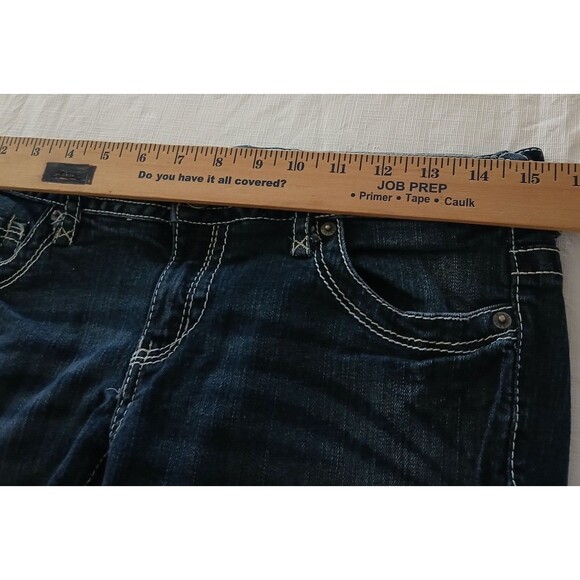 2 3 4 5 6 7 8 9 10 11 12 13 14 15 1
Do you have it all covered?
JOB PREP
• Primer • Tape • Caulk